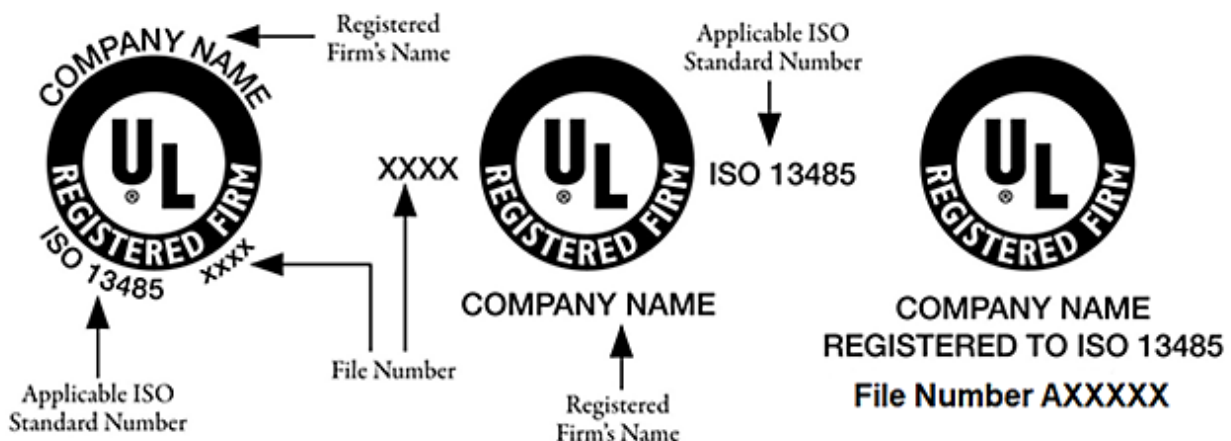 Registered
Firm's Name
COMPANY NAME
UL
®
REGISTERED FIRM
ISO 13485
xxxx
Applicable ISO
Standard Number
File Number
Applicable ISO
Standard Number
XXXX
UL
®
REGISTERED FIRM
ISO 13485
COMPANY NAME
Registered
Firm's Name
UL
®
REGISTERED FIRM
COMPANY NAME
REGISTERED TO ISO 13485
File Number AXXXXX